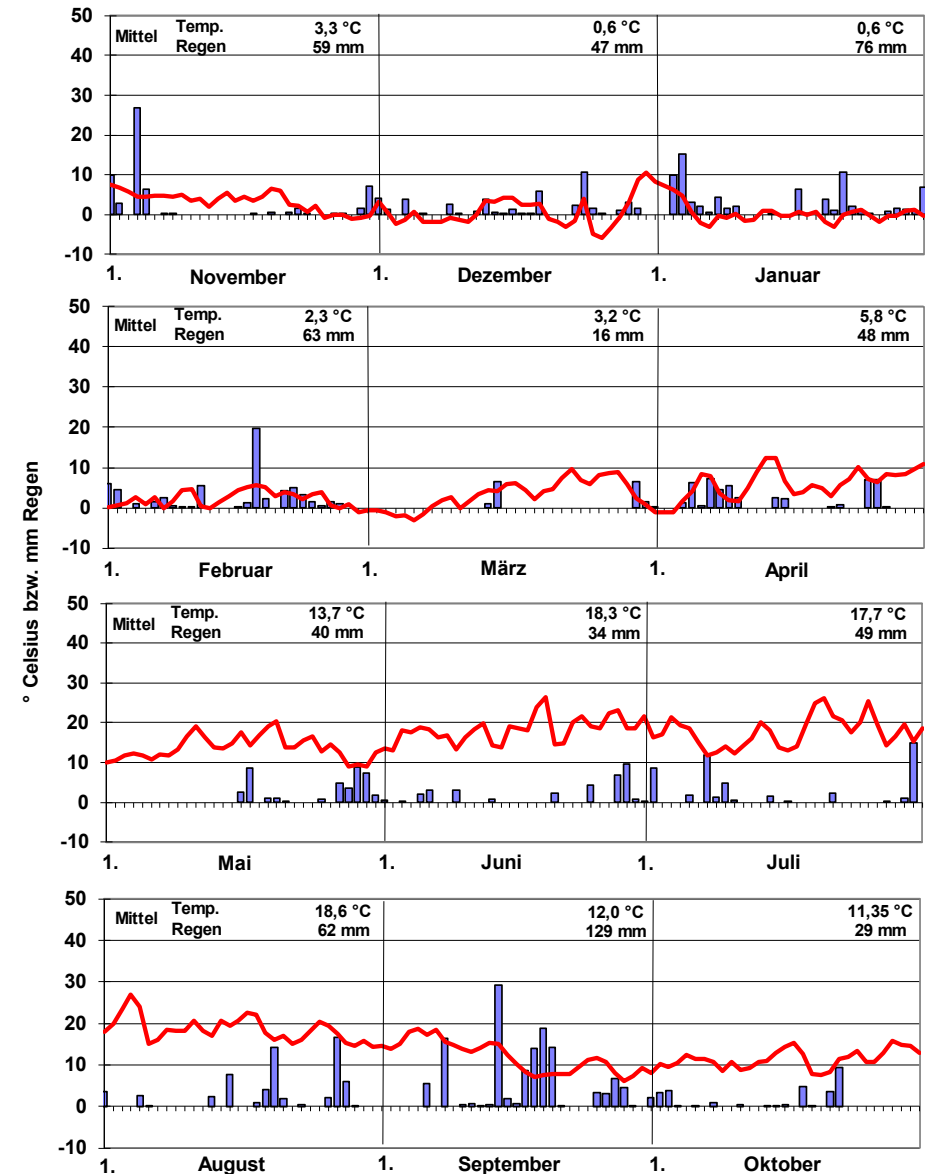 ° Celsius bzw. mm Regen
50
40
30
20
10
0
-10
Mittel Temp. 3,3 °C 0,6 °C 0,6 °C
Regen 59 mm 47 mm 76 mm
1. November 1. Dezember 1. Januar
50
40
30
20
10
0
-10
Mittel Temp. 2,3 °C 3,2 °C 5,8 °C
Regen 63 mm 16 mm 48 mm
1. Februar 1. März 1. April
50
40
30
20
10
0
-10
Mittel Temp. 13,7 °C 18,3 °C 17,7 °C
Regen 40 mm 34 mm 49 mm
1. Mai 1. Juni 1. Juli
50
40
30
20
10
0
-10
Mittel Temp. 18,6 °C 12,0 °C 11,35 °C
Regen 62 mm 129 mm 29 mm
1. August 1. September 1. Oktober